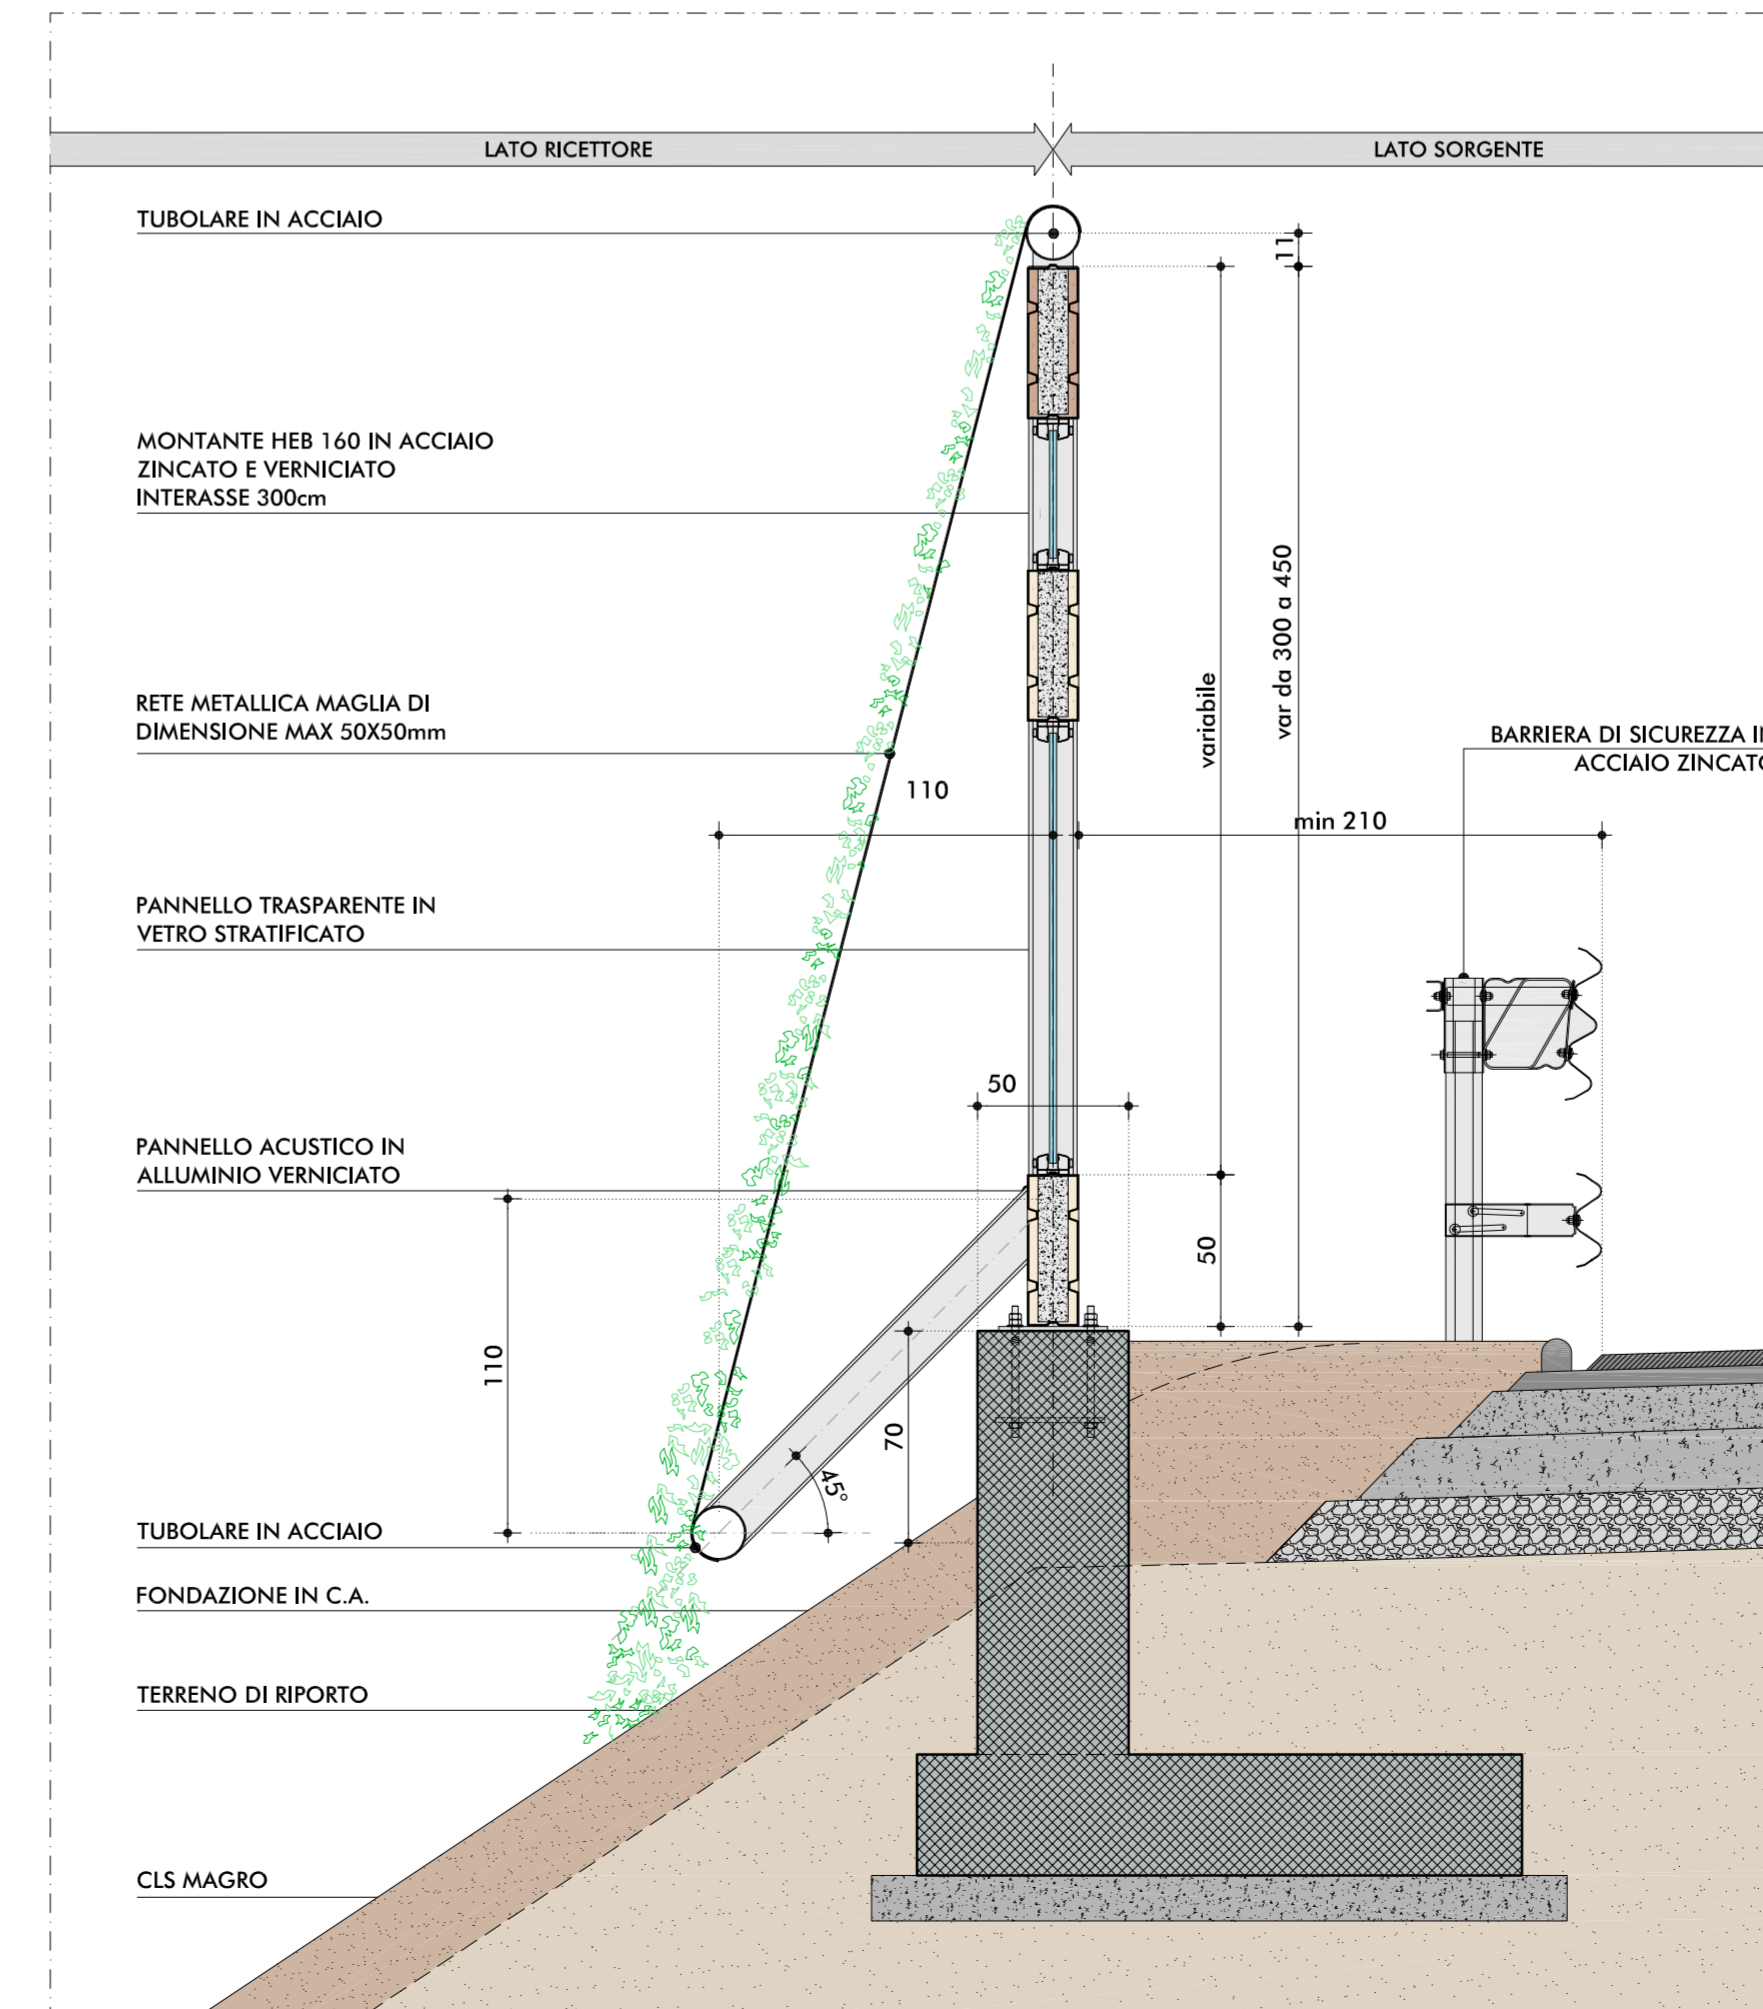 LATO RICETTORE
LATO SORGENTE
TUBOLARE IN ACCIAIO
11
MONTANTE HEB 160 IN ACCIAIO
ZINCATO E VERNICIATO
INTERASSE 300cm
var da 300 a 450
variabile
RETE METALLICA MAGLIA DI
DIMENSIONE MAX 50X50mm
BARRIERA DI SICUREZZA I
ACCIAIO ZINCAT
110
min 210
PANNELLO TRASPARENTE IN
VETRO STRATIFICATO
50
PANNELLO ACUSTICO IN
ALLUMINIO VERNICIATO
50
110
70
45°
TUBOLARE IN ACCIAIO
FONDAZIONE IN C.A.
TERRENO DI RIPORTO
CLS MAGRO